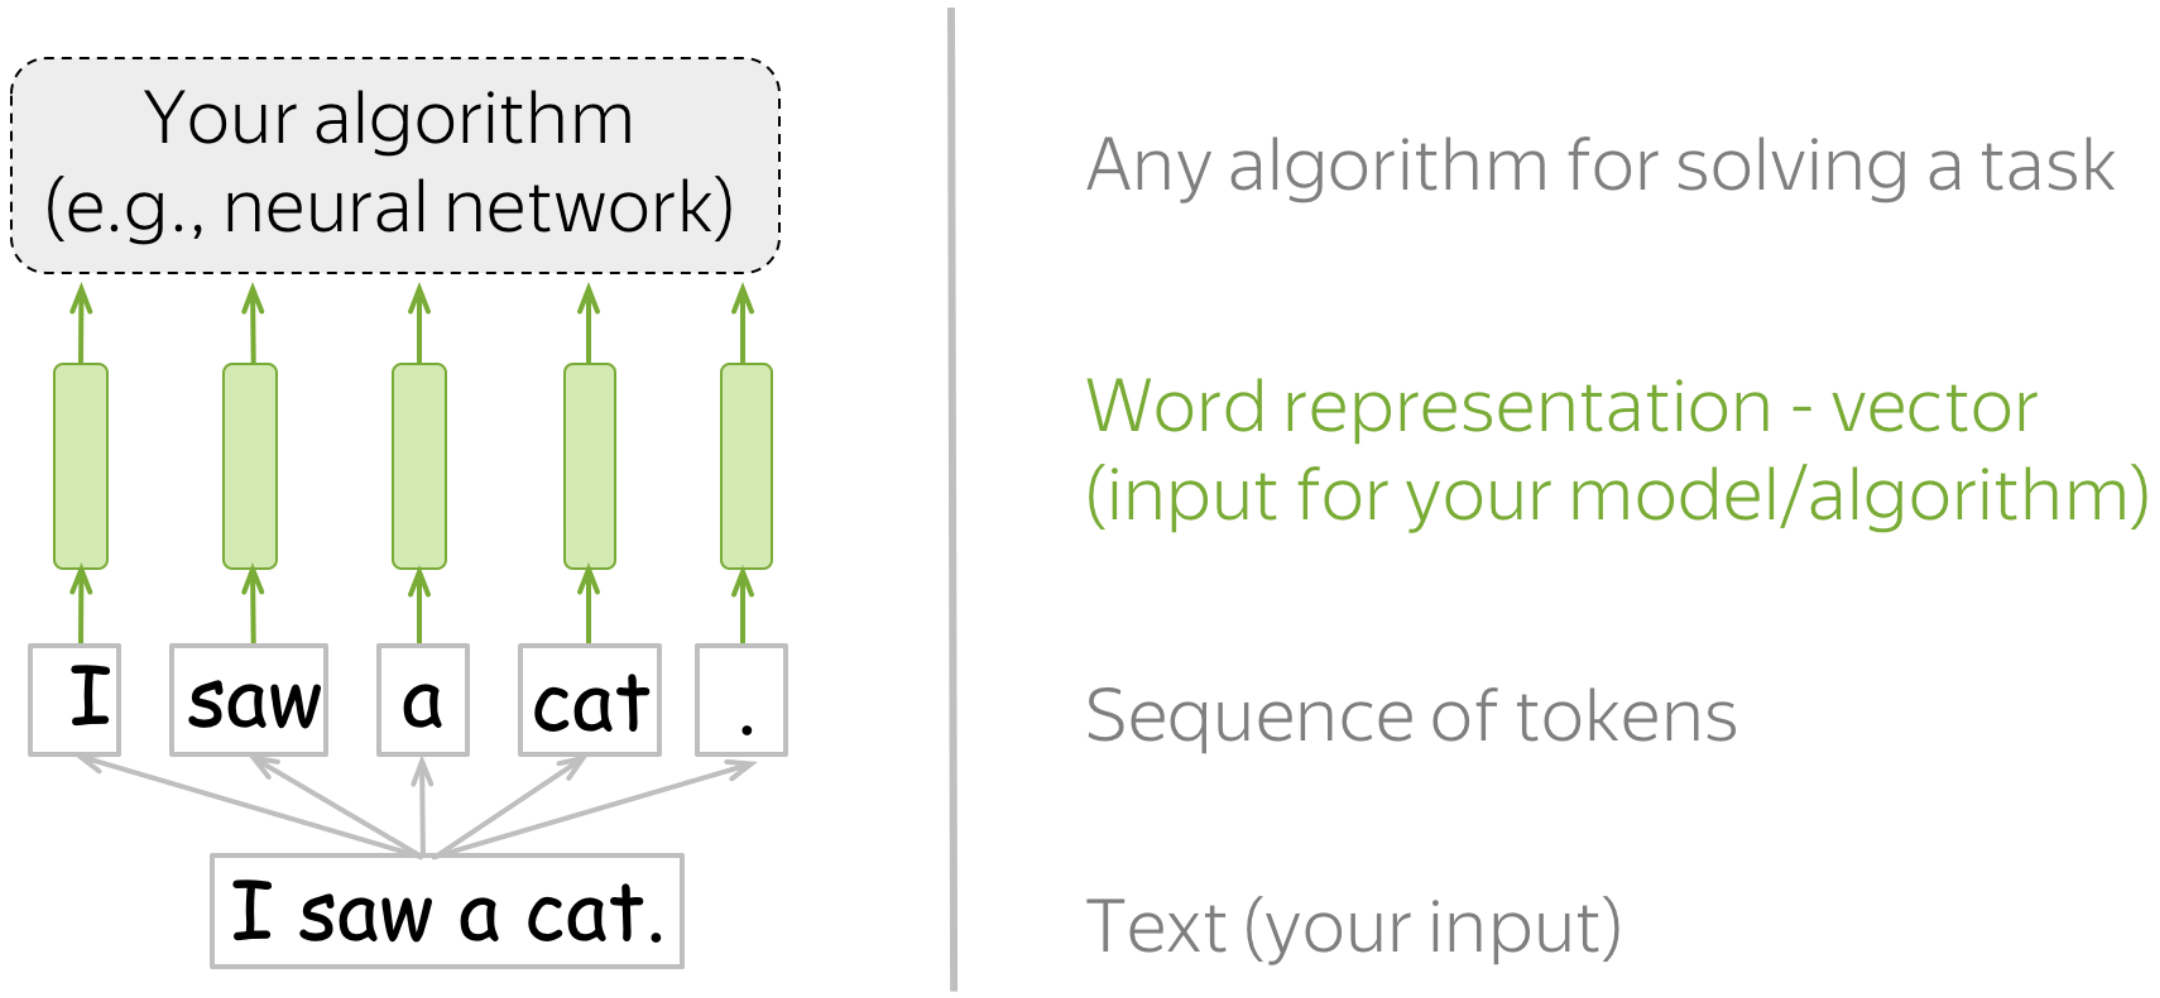 Your algorithm
(e.g., neural network)
Any algorithm for solving a task
Word representation - vector
(input for your model/algorithm)
I saw a cat .
Sequence of tokens
I saw a cat.
Text (your input)